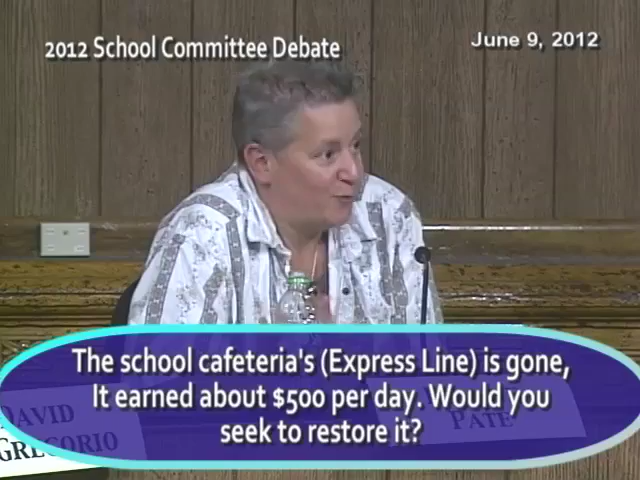 2012 School Committee Debate
June 9, 2012
The school cafeteria's (Express Line) is gone,
It earned about $500 per day. Would you
seek to restore it?
DAVID
GREGORIO
PATE